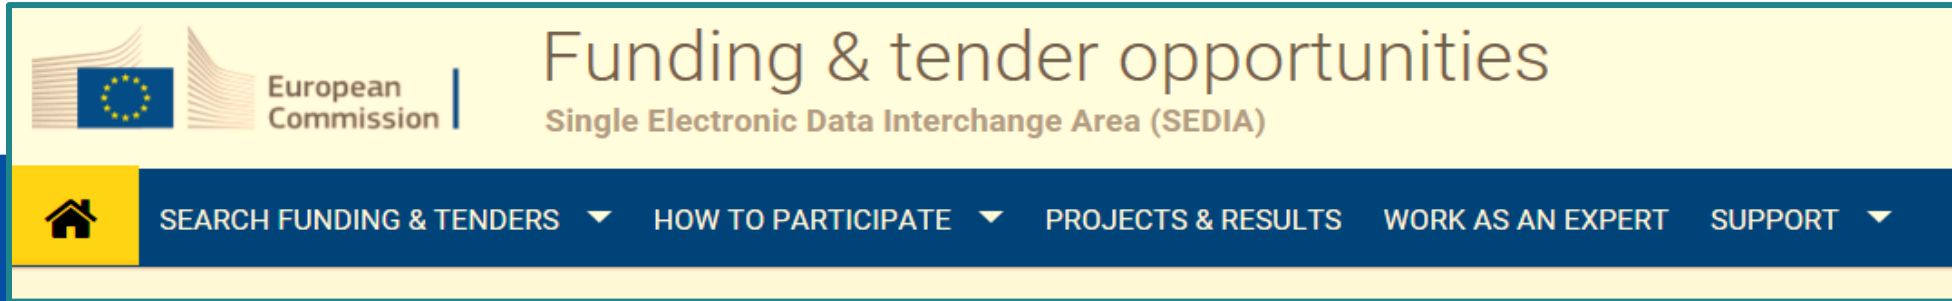 European
Commission
Funding & tender opportunities
Single Electronic Data Interchange Area (SEDIA)
SEARCH FUNDING & TENDERS HOW TO PARTICIPATE PROJECTS & RESULTS WORK AS AN EXPERT SUPPORT